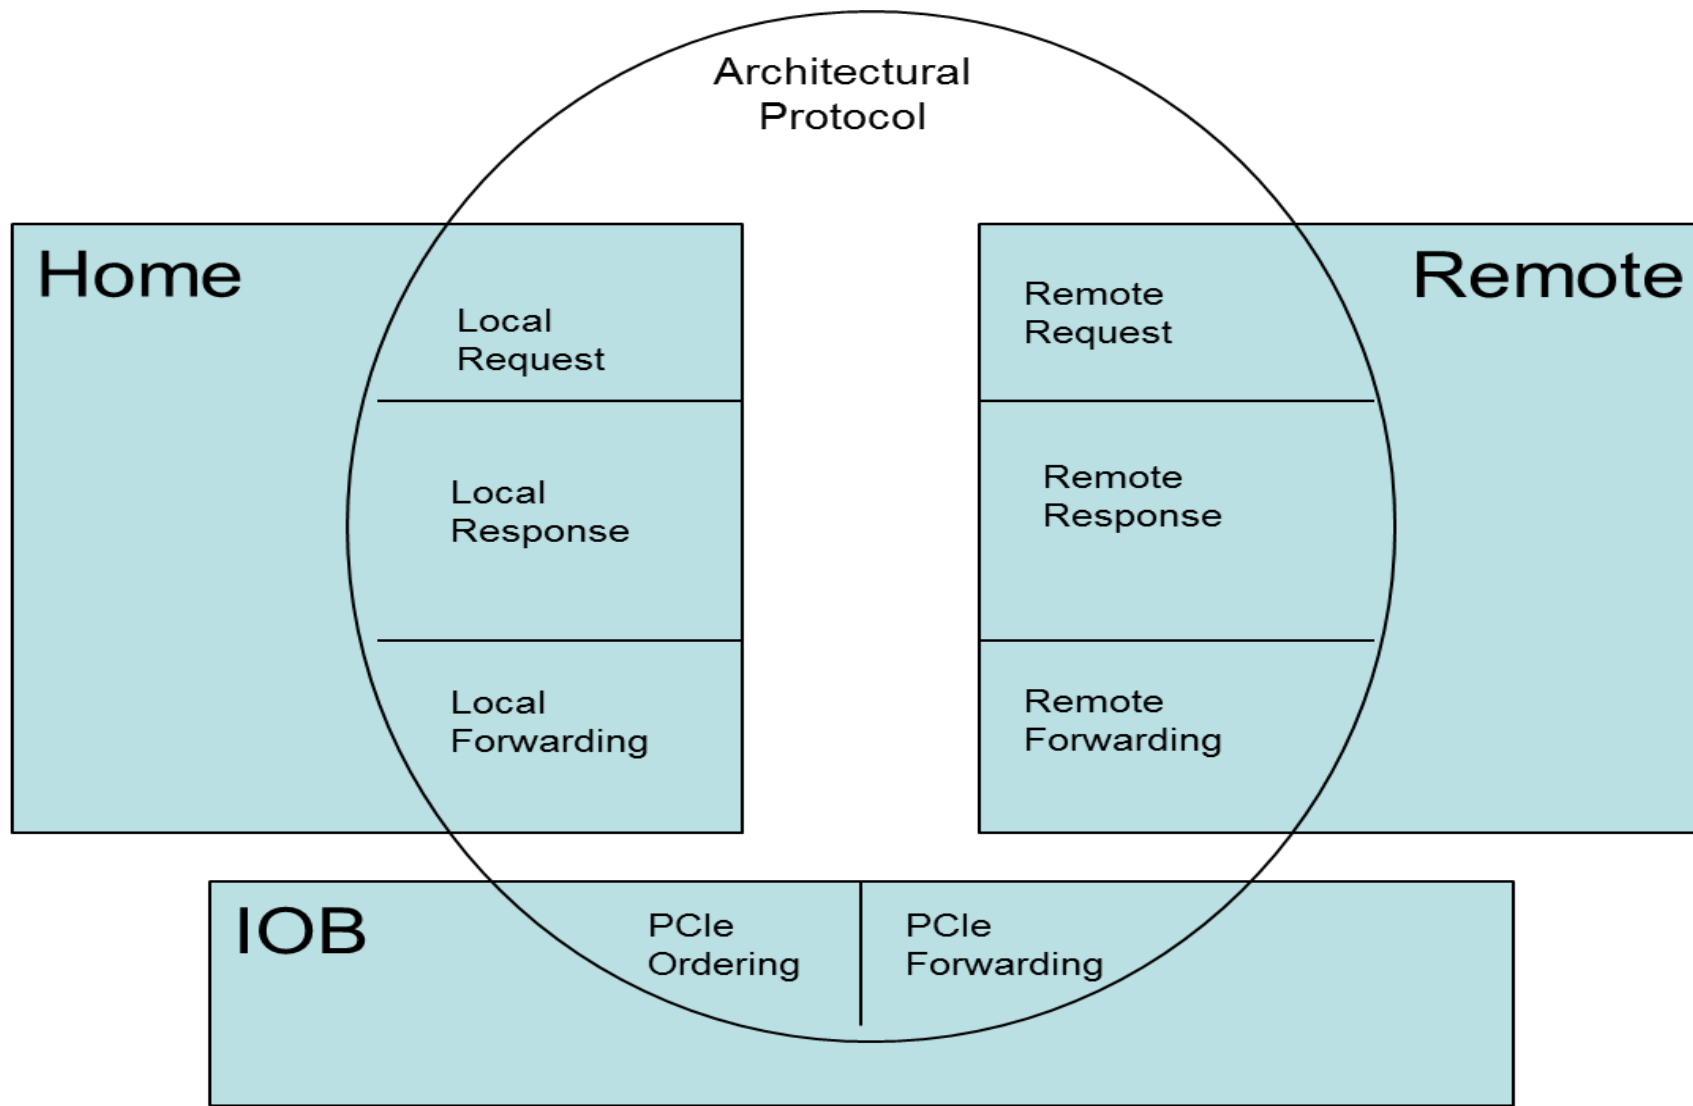 Architectural
Protocol
Home
Local
Request
Local
Response
Local
Forwarding
Remote
Remote
Request
Remote
Response
Remote
Forwarding
IOB
PCIe
Ordering
PCIe
Forwarding